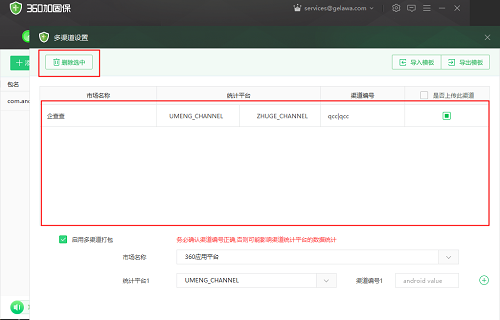 360加固保
services@gelawa.com
多渠道设置
删除选中
导入模板
导出模板
包名
com.and
市场名称 统计平台 渠道编号 是否上传此渠道
企查查 UMENG_CHANNEL ZHUGE_CHANNEL qcc|qcc
启用多渠道打包 务必确认渠道编号正确,否则可能影响渠道统计平台的数据统计
市场名称 360应用平台
统计平台1 UMENG_CHANNEL 渠道编号1 android value